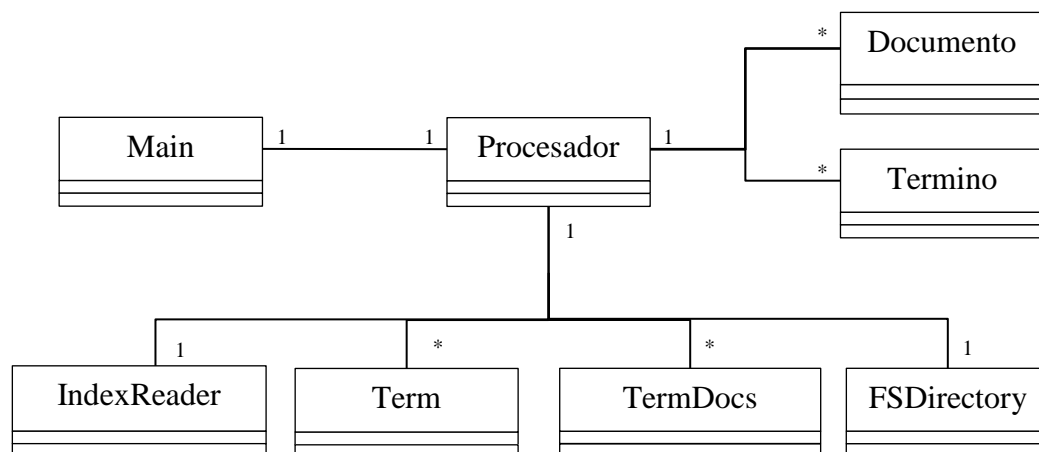 * Documento
Main 1 1 Procesador 1
* Termino
1
1 * * 1
IndexReader Term TermDocs FSDirectory